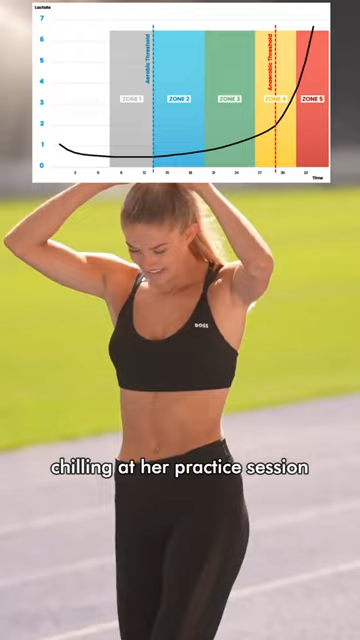 Lactate
7
6
5
4
3
2
1
0
Aerobic Threshold
Anaerobic Threshold
ZONE 1
ZONE 2
ZONE 3
ZONE 4
ZONE 5
Time
BOSS
chilling at her practice session